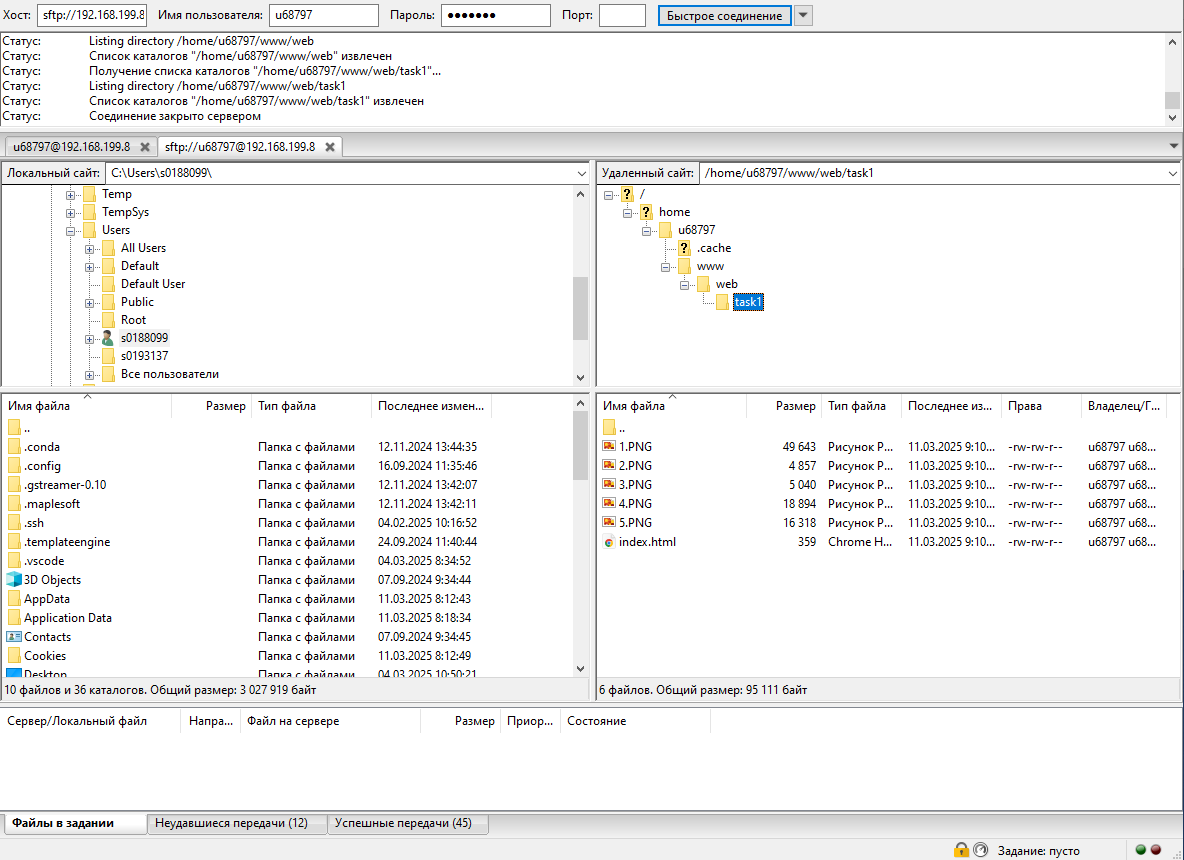 Хост: sftp://192.168.199.8 Имя пользователя: u68797 Пароль: ●●●●●●● Порт: Быстрое соединение
Статус: Listing directory /home/u68797/www/web
Статус: Список каталогов "/home/u68797/www/web" извлечен
Статус: Получение списка каталогов "/home/u68797/www/web/task1"...
Статус: Listing directory /home/u68797/www/web/task1
Статус: Список каталогов "/home/u68797/www/web/task1" извлечен
Статус: Соединение закрыто сервером
u68797@192.168.199.8 sftp://u68797@192.168.199.8
Локальный сайт: C:\Users\s0188099\
Temp
TempSys
Users
All Users
Default
Default User
Public
Root
s0188099
s0193137
Все пользователи
Удаленный сайт: /home/u68797/www/web/task1
/
home
u68797
.cache
www
web
task1
Имя файла Размер Тип файла Последнее измен...
..
.conda Папка с файлами 12.11.2024 13:44:35
.config Папка с файлами 16.09.2024 11:35:46
.gstreamer-0.10 Папка с файлами 12.11.2024 13:42:07
.maplesoft Папка с файлами 12.11.2024 13:42:11
.ssh Папка с файлами 04.02.2025 10:16:52
.templateengine Папка с файлами 24.09.2024 11:40:44
.vscode Папка с файлами 04.03.2025 8:34:52
3D Objects Папка с файлами 07.09.2024 9:34:44
AppData Папка с файлами 11.03.2025 8:12:43
Application Data Папка с файлами 11.03.2025 8:18:34
Contacts Папка с файлами 07.09.2024 9:34:45
Cookies Папка с файлами 11.03.2025 8:12:49
Desktop Папка с файлами 04.03.2025 10:50:21
10 файлов и 36 каталогов. Общий размер: 3 027 919 байт
Имя файла Размер Тип файла Последнее из... Права Владелец/Г...
..
1.PNG 49 643 Рисунок P... 11.03.2025 9:10... -rw-rw-r-- u68797 u68...
2.PNG 4 857 Рисунок P... 11.03.2025 9:10... -rw-rw-r-- u68797 u68...
3.PNG 5 040 Рисунок P... 11.03.2025 9:10... -rw-rw-r-- u68797 u68...
4.PNG 18 894 Рисунок P... 11.03.2025 9:10... -rw-rw-r-- u68797 u68...
5.PNG 16 318 Рисунок P... 11.03.2025 9:10... -rw-rw-r-- u68797 u68...
index.html 359 Chrome H... 11.03.2025 9:10... -rw-rw-r-- u68797 u68...
6 файлов. Общий размер: 95 111 байт
Сервер/Локальный файл Напра... Файл на сервере Размер Приор... Состояние
Файлы в задании Неудавшиеся передачи (12) Успешные передачи (45)
Задание: пусто